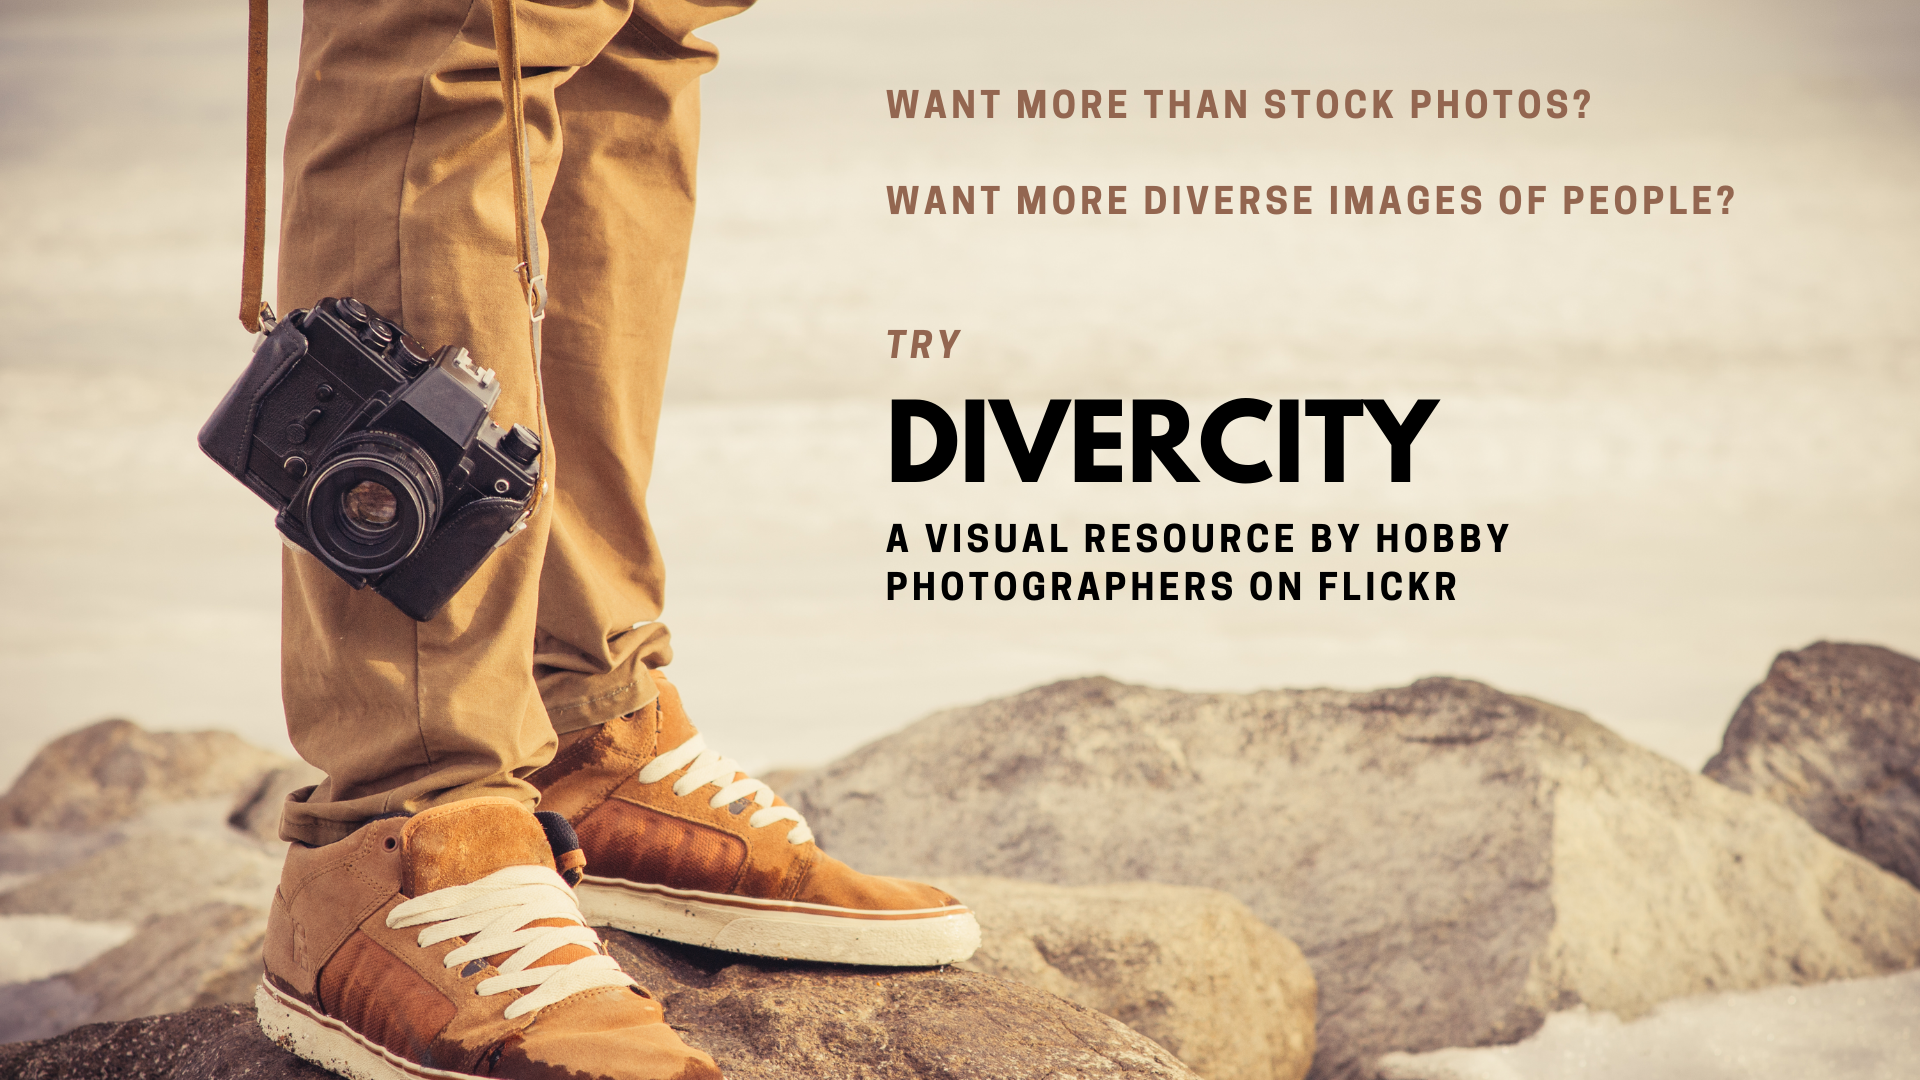 WANT MORE THAN STOCK PHOTOS?
WANT MORE DIVERSE IMAGES OF PEOPLE?
TRY
DIVERCITY
A VISUAL RESOURCE BY HOBBY
PHOTOGRAPHERS ON FLICKR